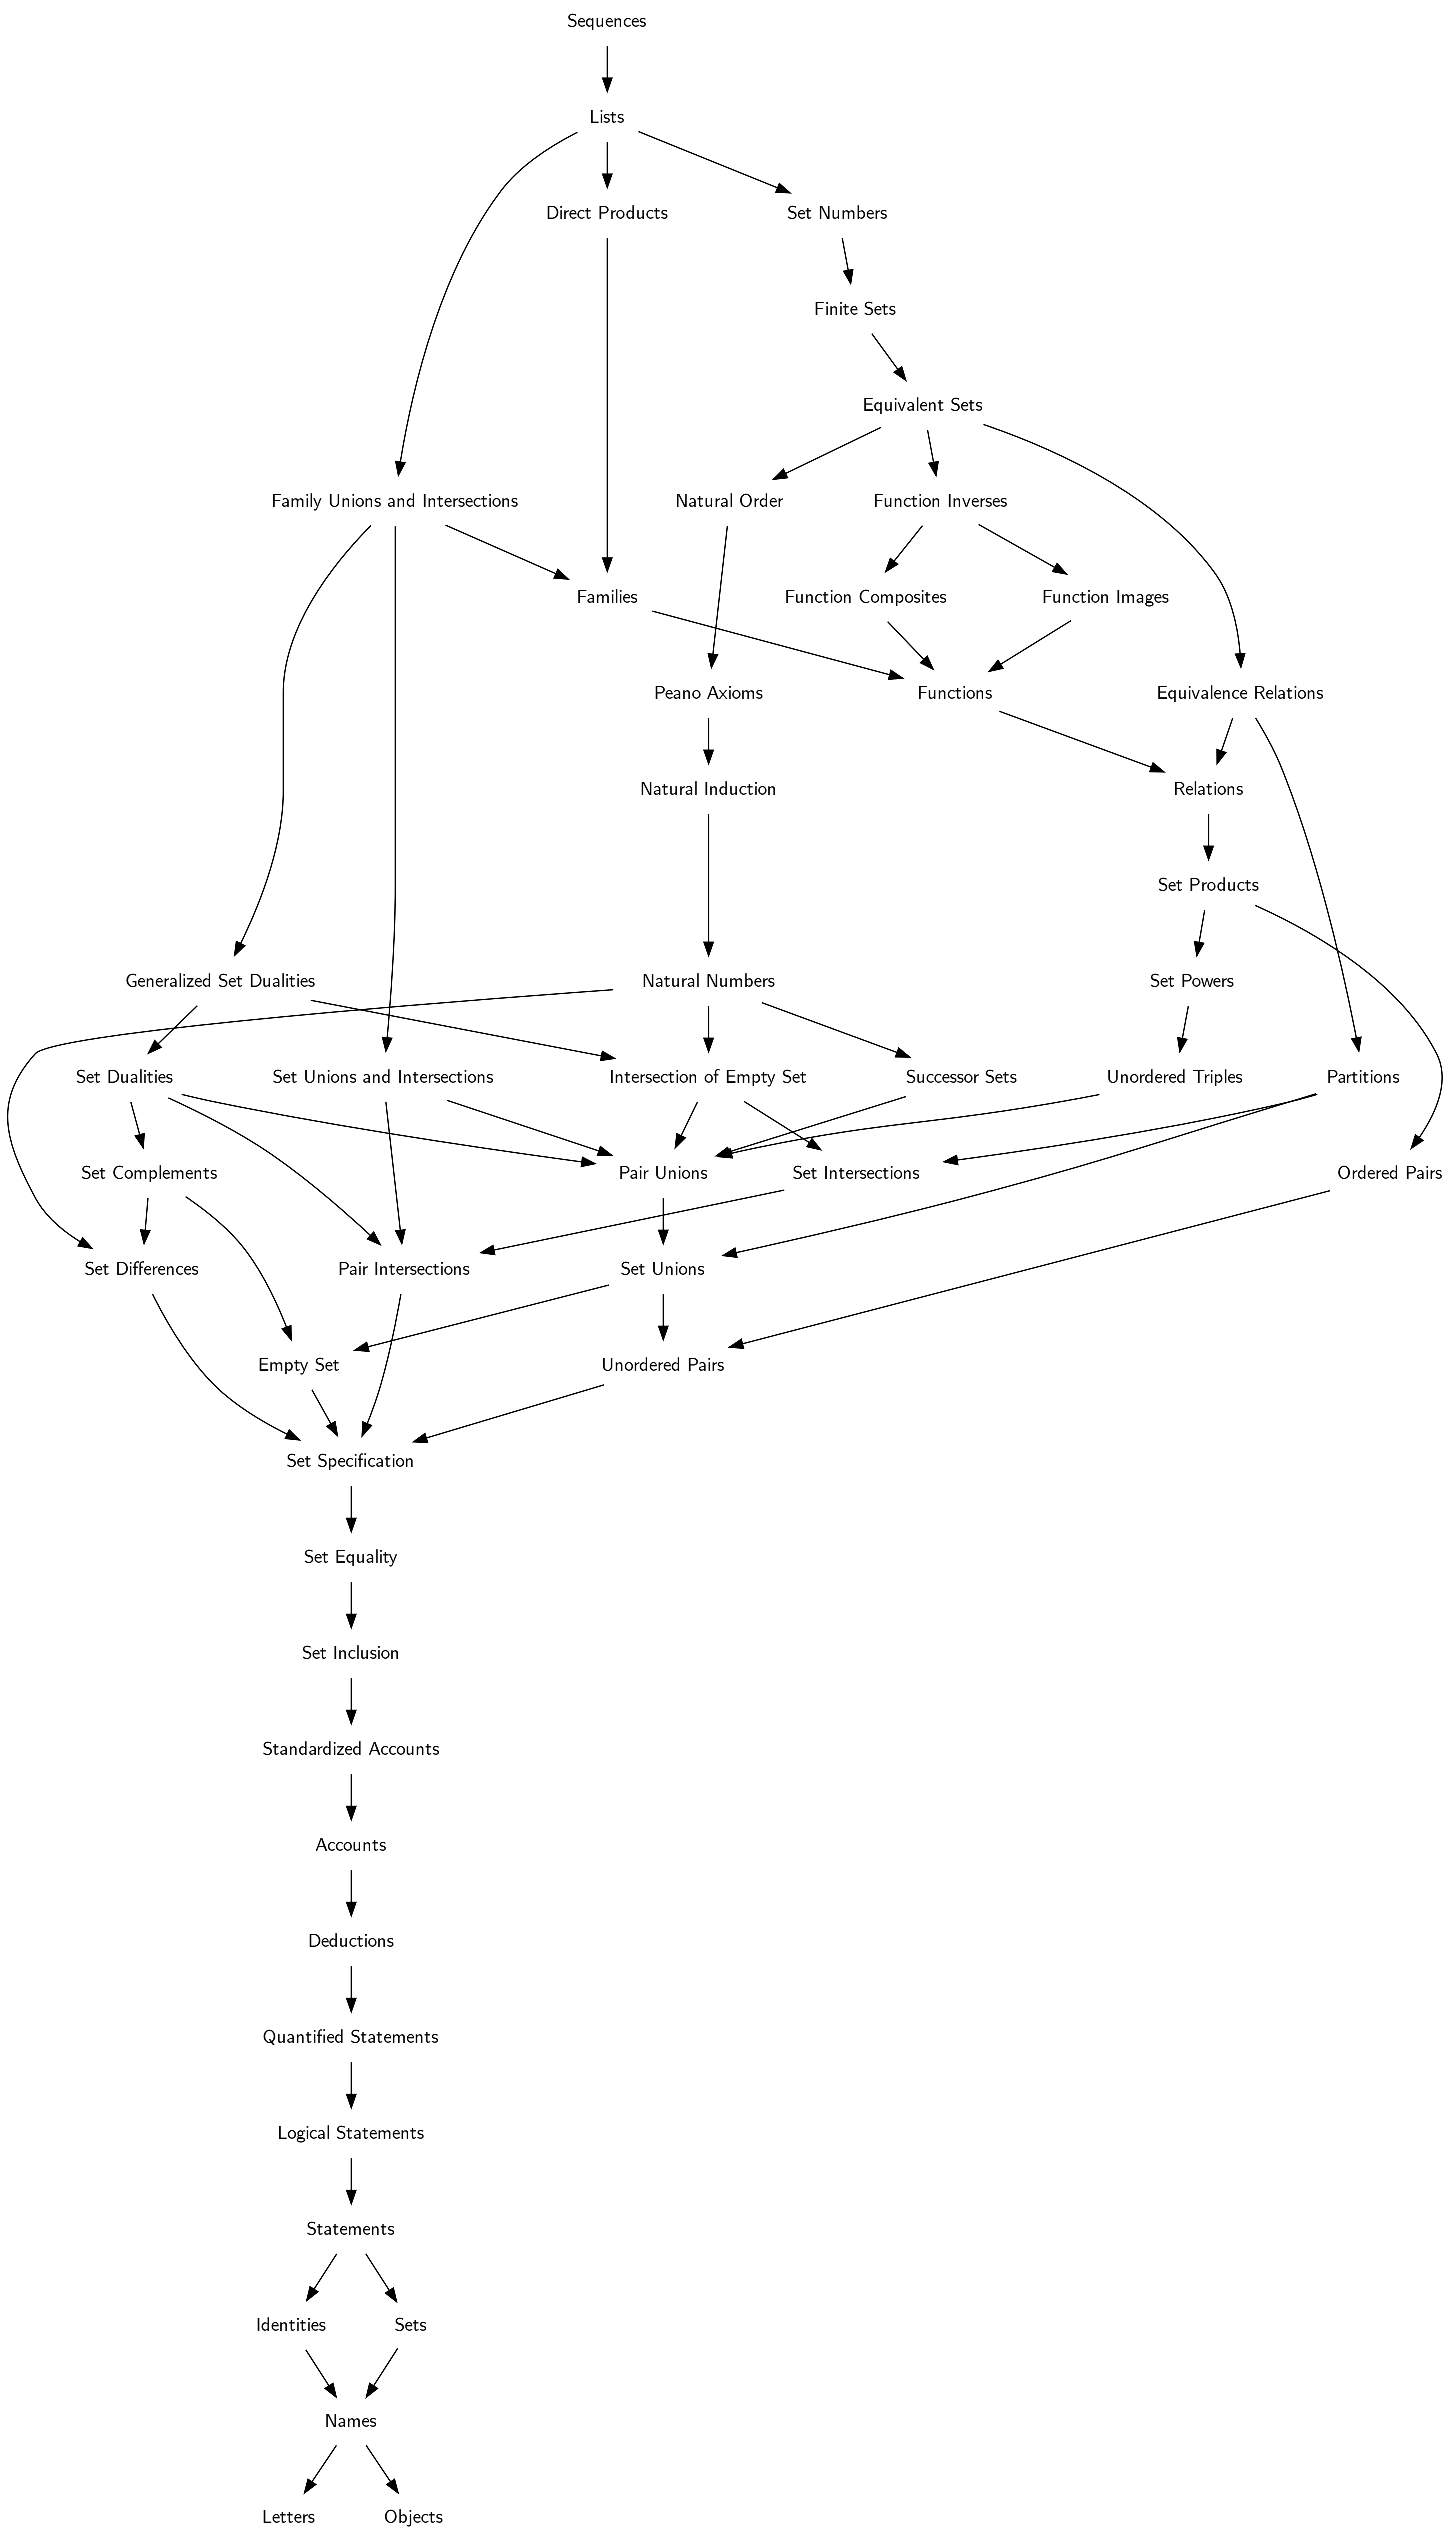 Sequences
Lists
Direct Products
Set Numbers
Finite Sets
Equivalent Sets
Family Unions and Intersections
Natural Order
Function Inverses
Families
Function Composites
Function Images
Peano Axioms
Functions
Equivalence Relations
Natural Induction
Relations
Set Products
Generalized Set Dualities
Natural Numbers
Set Powers
Set Dualities
Set Unions and Intersections
Intersection of Empty Set
Successor Sets
Unordered Triples
Partitions
Set Complements
Pair Unions
Set Intersections
Ordered Pairs
Set Differences
Pair Intersections
Set Unions
Empty Set
Unordered Pairs
Set Specification
Set Equality
Set Inclusion
Standardized Accounts
Accounts
Deductions
Quantified Statements
Logical Statements
Statements
Identities
Sets
Names
Letters
Objects